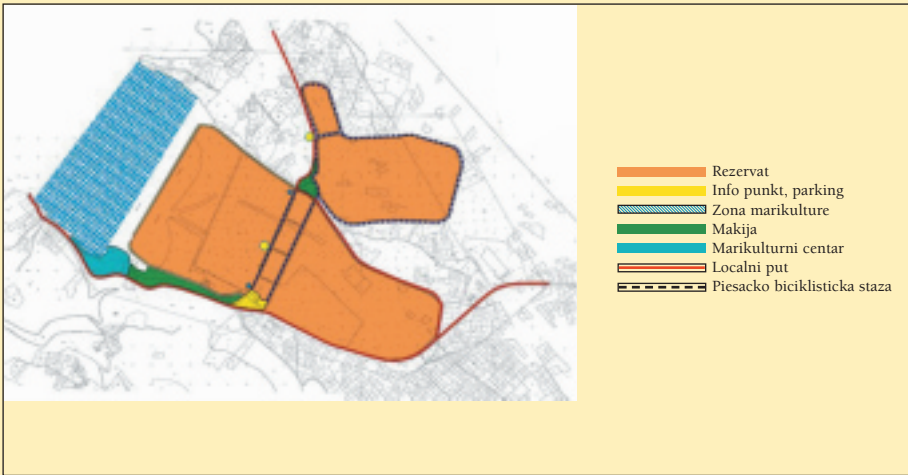 Rezervat
Info punkt, parking
Zona marikulture
Makija
Marikulturni centar
Localni put
Piesacko biciklisticka staza